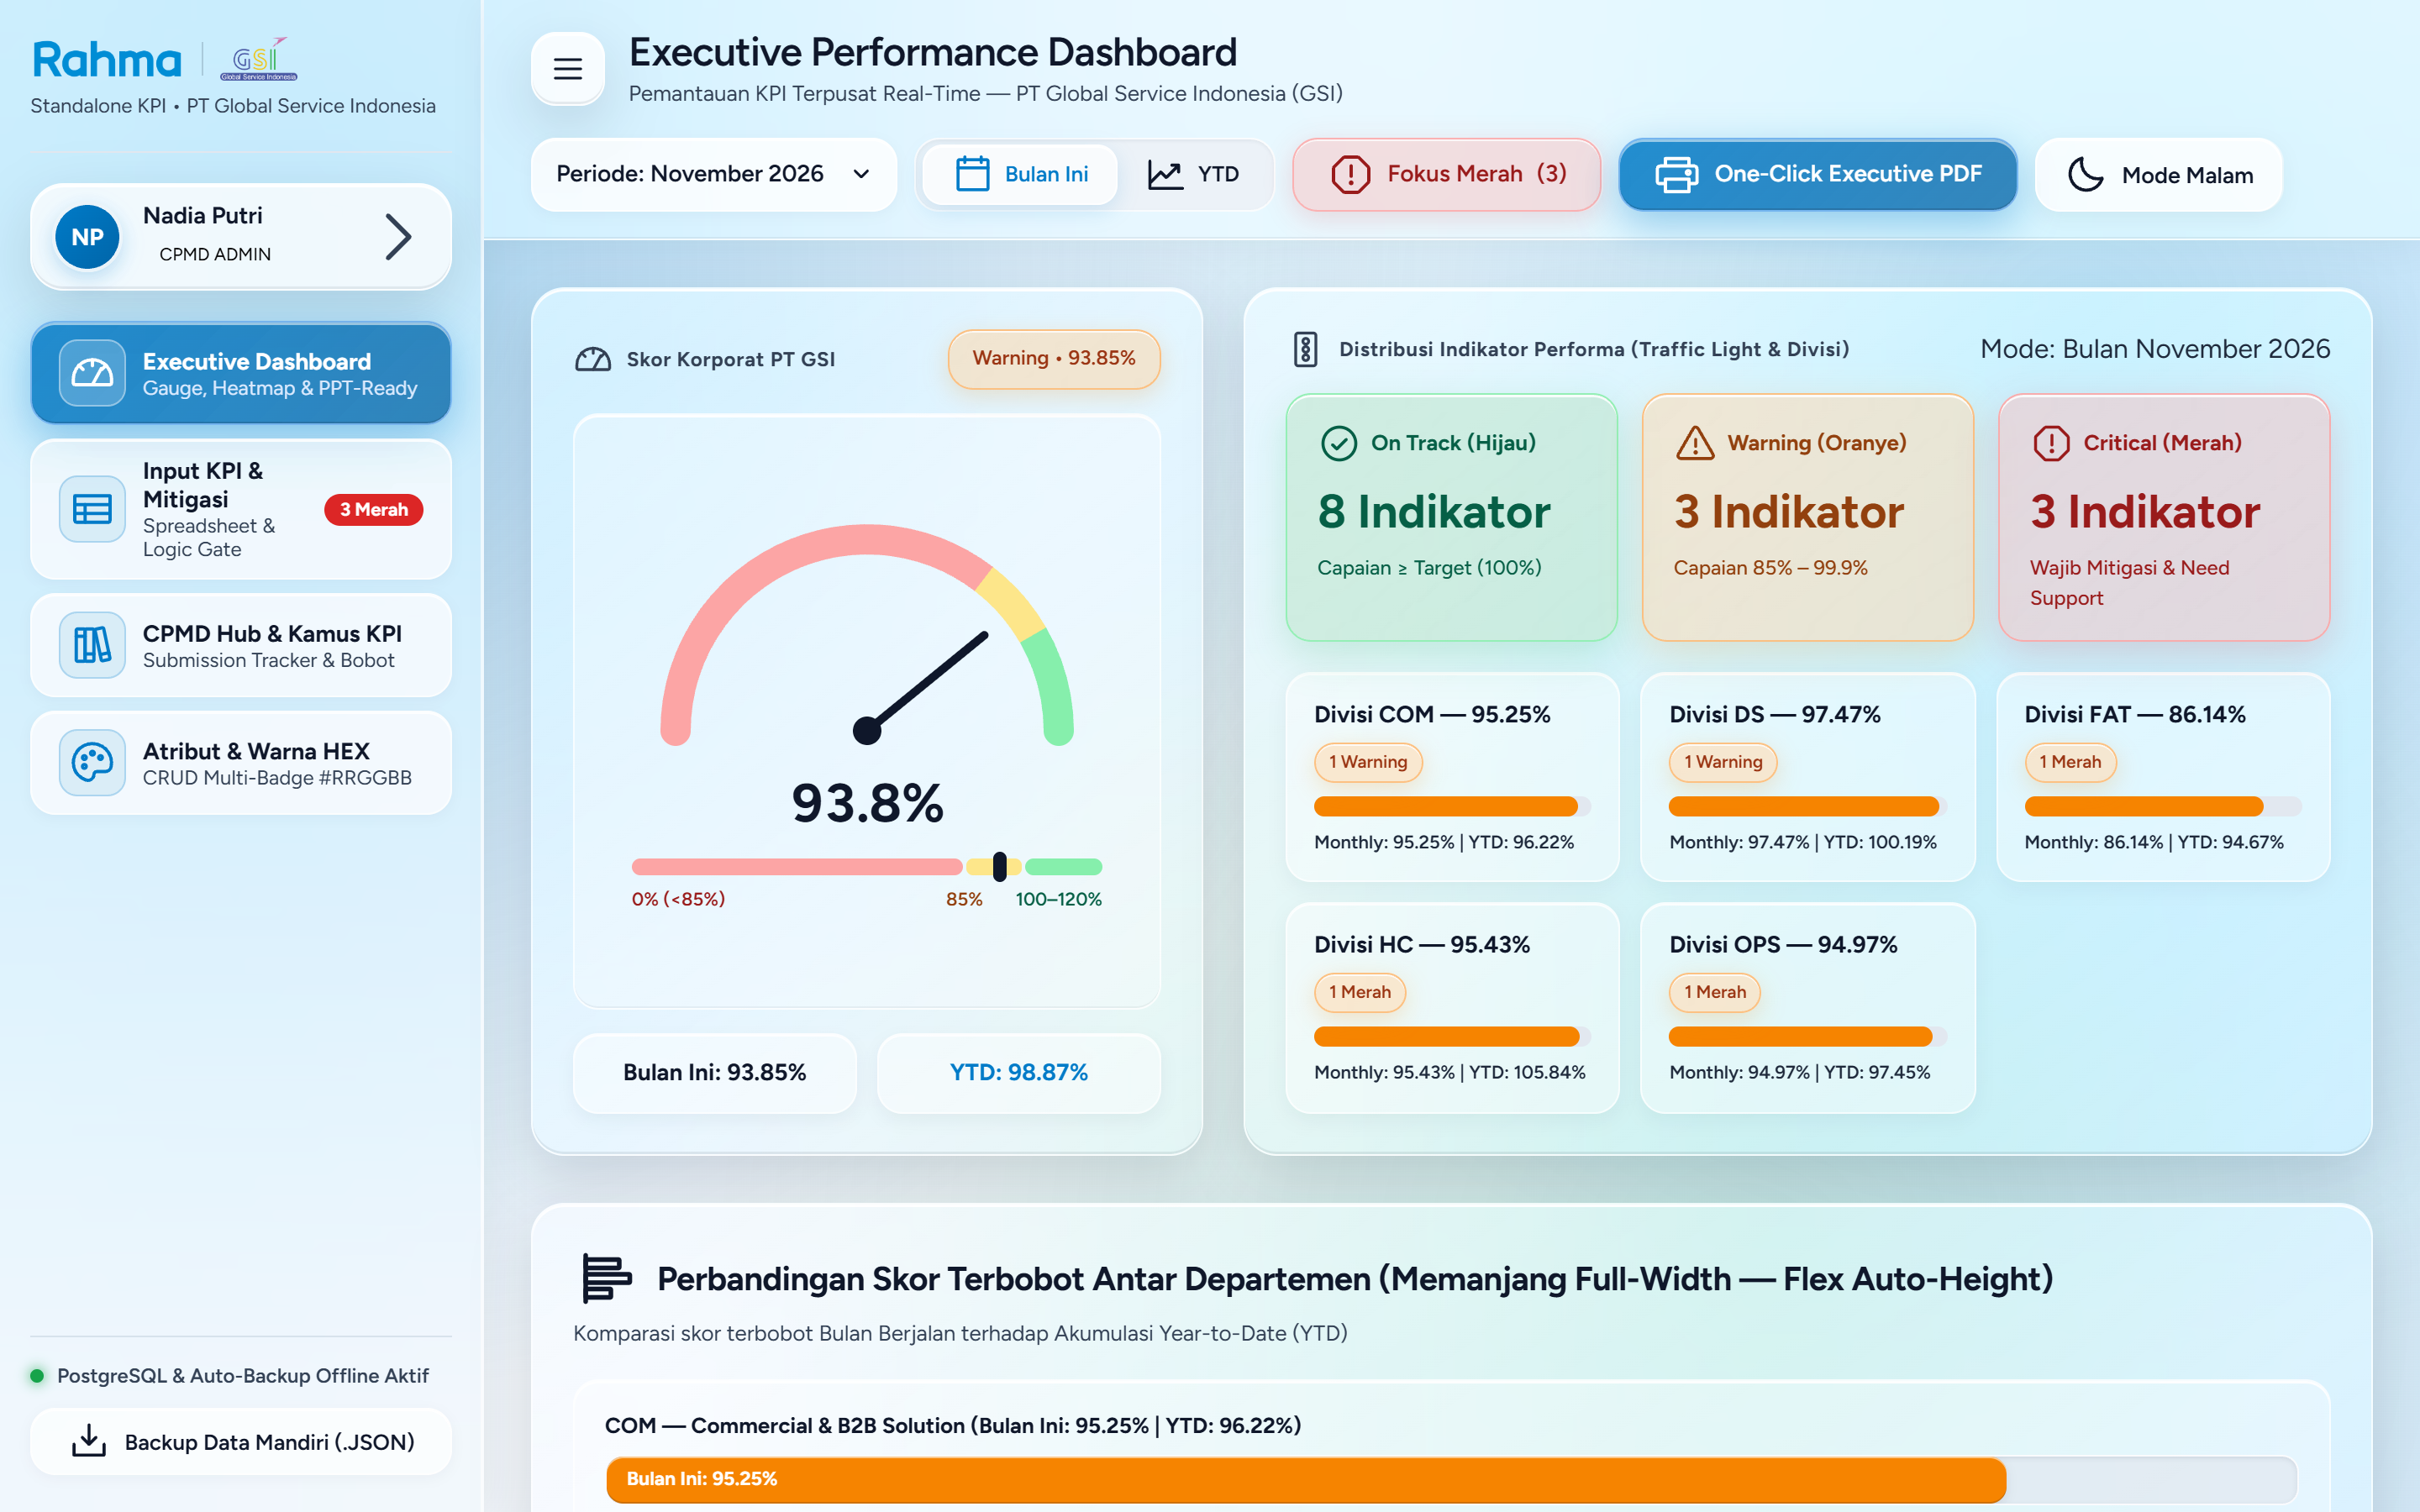 Rahma
GSI
Global Service Indonesia
Standalone KPI • PT Global Service Indonesia
NP
Nadia Putri
CPMD ADMIN
Executive Dashboard
Gauge, Heatmap & PPT-Ready
Input KPI &
Mitigasi
Spreadsheet &
Logic Gate
3 Merah
CPMD Hub & Kamus KPI
Submission Tracker & Bobot
Atribut & Warna HEX
CRUD Multi-Badge #RRGGBB
PostgreSQL & Auto-Backup Offline Aktif
Backup Data Mandiri (.JSON)
Executive Performance Dashboard
Pemantauan KPI Terpusat Real-Time — PT Global Service Indonesia (GSI)
Periode: November 2026
Bulan Ini
YTD
Fokus Merah (3)
One-Click Executive PDF
Mode Malam
Skor Korporat PT GSI
Warning • 93.85%
93.8%
0% (<85%)
85%
100–120%
Bulan Ini: 93.85%
YTD: 98.87%
Distribusi Indikator Performa (Traffic Light & Divisi)
Mode: Bulan November 2026
On Track (Hijau)
8 Indikator
Capaian ≥ Target (100%)
Warning (Oranye)
3 Indikator
Capaian 85% – 99.9%
Critical (Merah)
3 Indikator
Wajib Mitigasi & Need
Support
Divisi COM — 95.25%
1 Warning
Monthly: 95.25% | YTD: 96.22%
Divisi DS — 97.47%
1 Warning
Monthly: 97.47% | YTD: 100.19%
Divisi FAT — 86.14%
1 Merah
Monthly: 86.14% | YTD: 94.67%
Divisi HC — 95.43%
1 Merah
Monthly: 95.43% | YTD: 105.84%
Divisi OPS — 94.97%
1 Merah
Monthly: 94.97% | YTD: 97.45%
Perbandingan Skor Terbobot Antar Departemen (Memanjang Full-Width — Flex Auto-Height)
Komparasi skor terbobot Bulan Berjalan terhadap Akumulasi Year-to-Date (YTD)
COM — Commercial & B2B Solution (Bulan Ini: 95.25% | YTD: 96.22%)
Bulan Ini: 95.25%